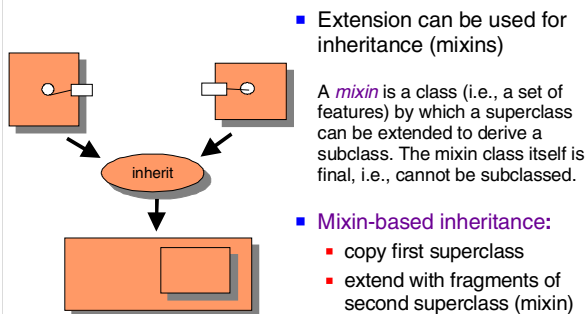 Extension can be used for
inheritance (mixins)
A mixin is a class (i.e., a set of
features) by which a superclass
can be extended to derive a
subclass. The mixin class itself is
final, i.e., cannot be subclassed.
inherit
Mixin-based inheritance:
copy first superclass
extend with fragments of
second superclass (mixin)